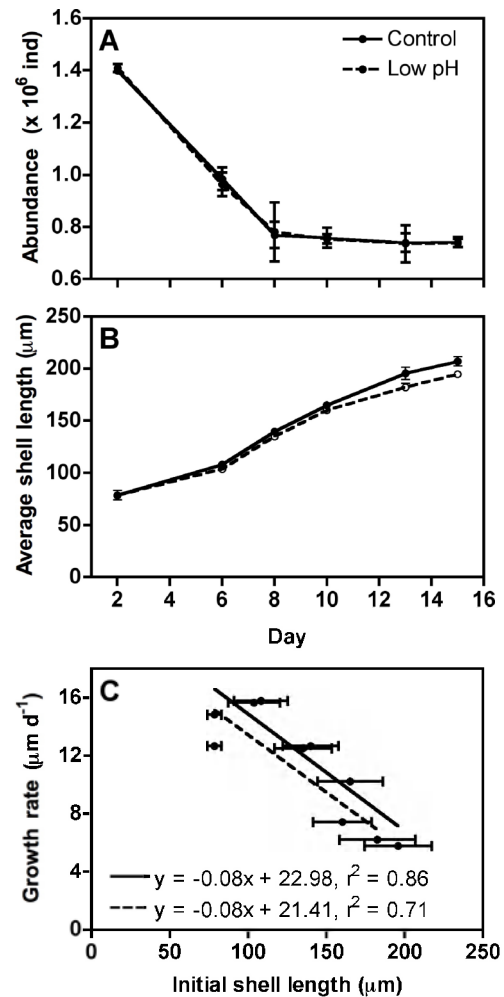 A
Control
Low pH
Abundance (x 10⁶ ind)
1.6
1.4
1.2
1.0
0.8
0.6
B
Average shell length (μm)
250
200
150
100
50
0
2 4 6 8 10 12 14 16
Day
C
Growth rate (μm d⁻¹)
16
12
8
4
0
y = -0.08x + 22.98, r² = 0.86
y = -0.08x + 21.41, r² = 0.71
0 50 100 150 200 250
Initial shell length (μm)